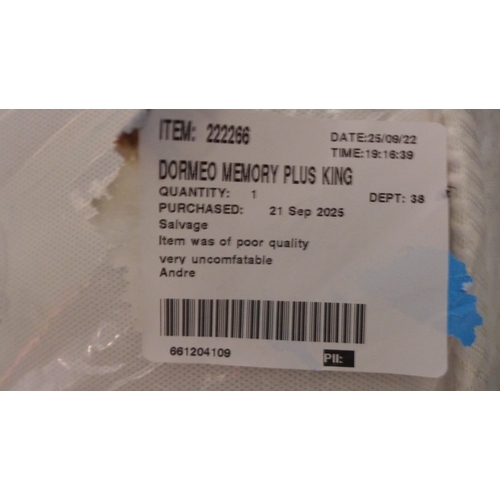 ITEM: 222266
DATE:25/09/22
TIME:19:16:39
DORMEO MEMORY PLUS KING
QUANTITY: 1
DEPT: 38
PURCHASED: 21 Sep 2025
Salvage
Item was of poor quality
very uncomfatable
Andre
661204109
PII: